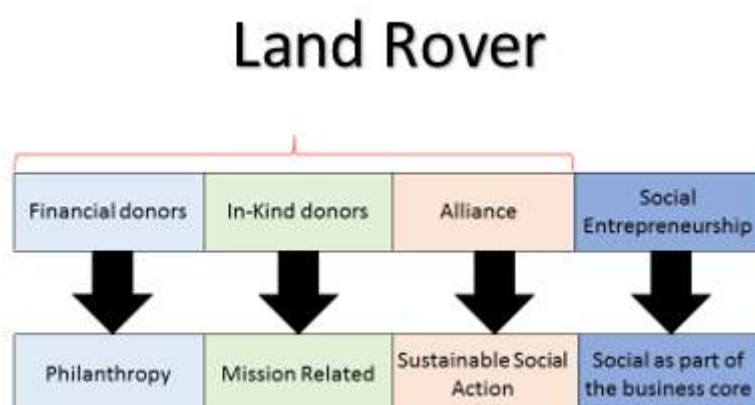 Land Rover
Financial donors
In-Kind donors
Alliance
Social
Entrepreneurship
Philanthropy
Mission Related
Sustainable Social
Action
Social as part of
the business core